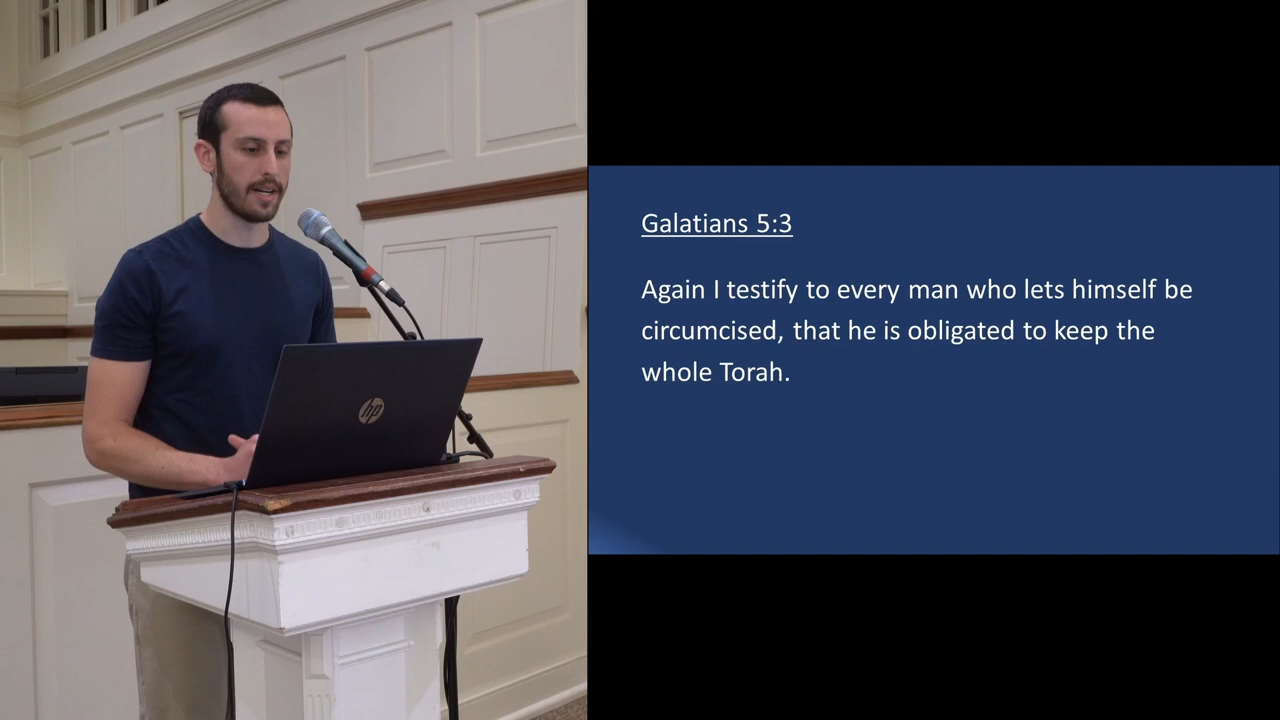 hp
Galatians 5:3
Again I testify to every man who lets himself be
circumcised, that he is obligated to keep the
whole Torah.